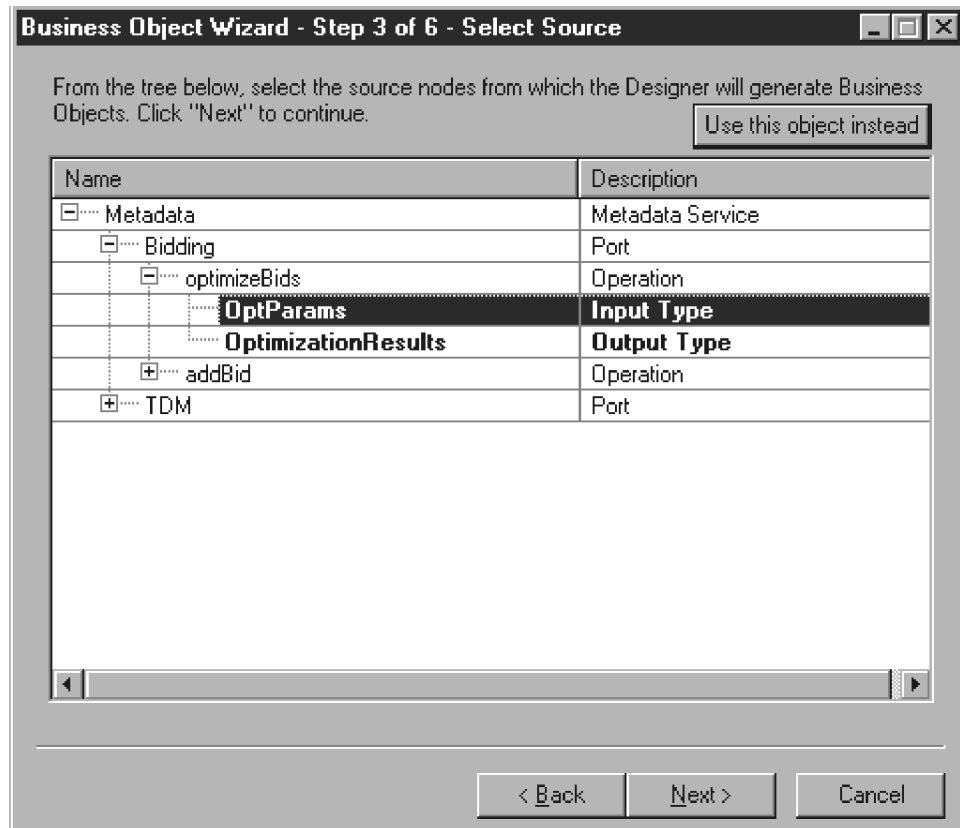 Business Object Wizard - Step 3 of 6 - Select Source
From the tree below, select the source nodes from which the Designer will generate Business
Objects. Click "Next" to continue.
Use this object instead
Name Description
Metadata Metadata Service
Bidding Port
optimizeBids Operation
OptParams Input Type
OptimizationResults Output Type
addBid Operation
TDM Port
< Back Next > Cancel